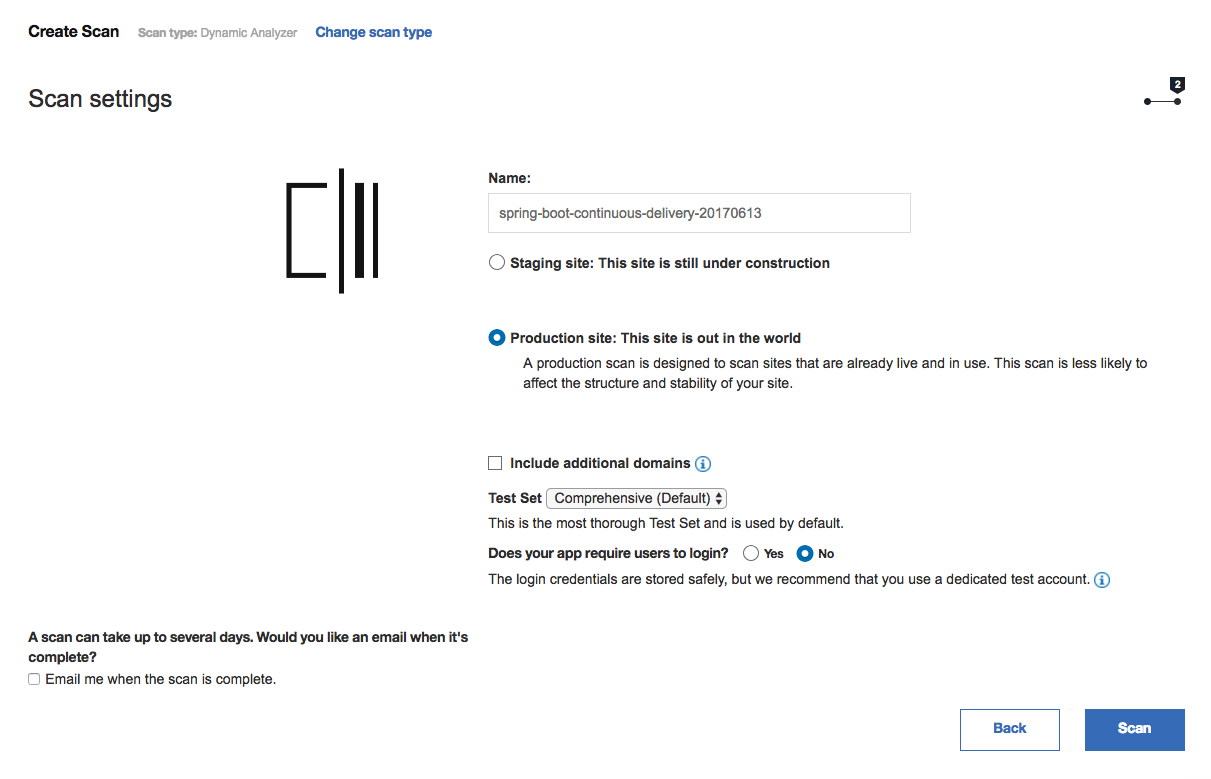 Create Scan Scan type: Dynamic Analyzer Change scan type
Scan settings
2
Name:
spring-boot-continuous-delivery-20170613
Staging site: This site is still under construction
Production site: This site is out in the world
A production scan is designed to scan sites that are already live and in use. This scan is less likely to
affect the structure and stability of your site.
Include additional domains i
Test Set Comprehensive (Default)
This is the most thorough Test Set and is used by default.
Does your app require users to login? Yes No
The login credentials are stored safely, but we recommend that you use a dedicated test account. i
A scan can take up to several days. Would you like an email when it's
complete?
Email me when the scan is complete.
Back Scan